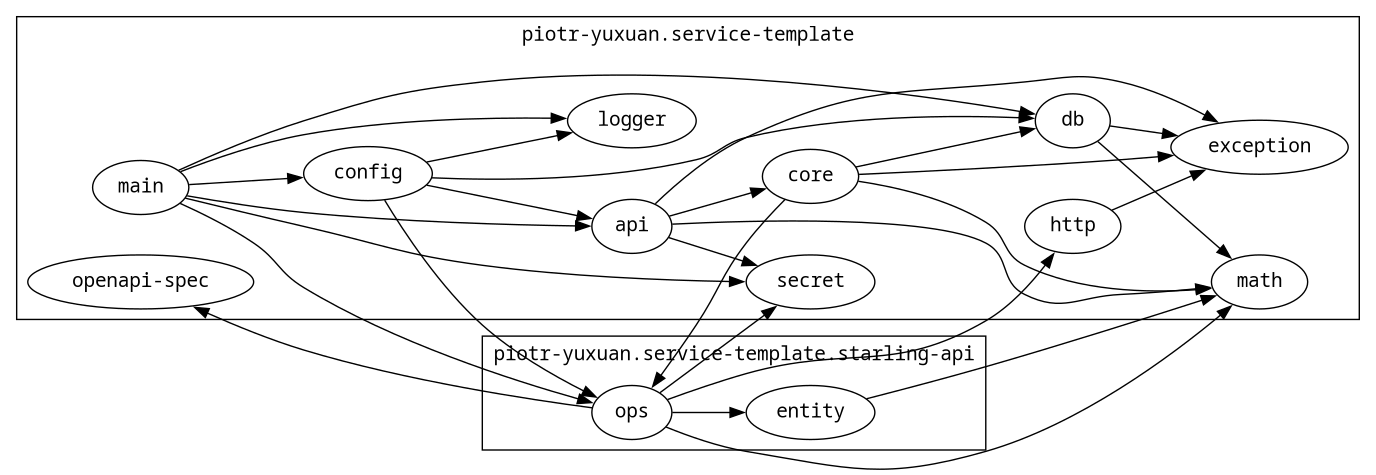 piotr-yuxuan.service-template
logger
db
exception
main
config
core
api
http
openapi-spec
secret
math
piotr-yuxuan.service-template.starling-api
ops
entity